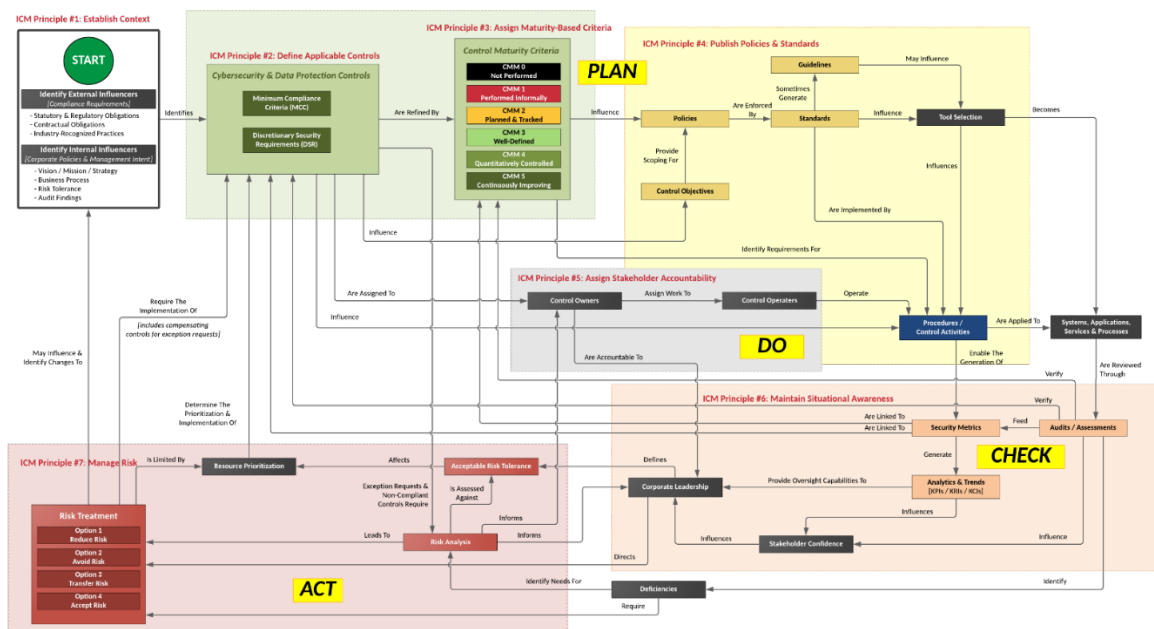 ICM Principle #1: Establish Context
START
Identify External Influencers
[Compliance Requirements]
- Statutory & Regulatory Obligations
- Contractual Obligations
- Industry-Recognized Practices
Identify Internal Influencers
[Corporate Policies & Management Intent]
- Vision / Mission / Strategy
- Business Process
- Risk Tolerance
- Audit Findings
Identifies
ICM Principle #2: Define Applicable Controls
Cybersecurity & Data Protection Controls
Minimum Compliance
Criteria (MCC)
Discretionary Security
Requirements (DSR)
Are Refined By
ICM Principle #3: Assign Maturity-Based Criteria
Control Maturity Criteria
CMM 0
Not Performed
CMM 1
Performed Informally
CMM 2
Planned & Tracked
CMM 3
Well-Defined
CMM 4
Quantitatively Controlled
CMM 5
Continuously Improving
PLAN
Influence
ICM Principle #4: Publish Policies & Standards
Guidelines
May Influence
Sometimes
Generate
Policies
Are Enforced
By
Standards
Influence
Tool Selection
Becomes
Provide
Scoping For
Control Objectives
Influences
Are Implemented By
Influence
Identify Requirements For
ICM Principle #5: Assign Stakeholder Accountability
Are Assigned To
Control Owners
Assign Work To
Control Operaters
Operate
Influence
Procedures /
Control Activities
Are Applied To
Systems, Applications,
Services & Processes
DO
Are Accountable To
Enable The
Generation Of
Are Reviewed
Through
Require The
Implementation Of
[includes compensating
controls for exception requests]
May Influence &
Identify Changes To
Determine The
Prioritization &
Implementation Of
Verify
ICM Principle #6: Maintain Situational Awareness
Verify
Are Linked To
Are Linked To
Security Metrics
Feed
Audits / Assessments
Generate
CHECK
ICM Principle #7: Manage Risk
Is Limited By
Resource Prioritization
Affects
Acceptable Risk Tolerance
Defines
Corporate Leadership
Provide Oversight Capabilities To
Analytics & Trends
[KPIs / KRIs / KCIs]
Exception Requests &
Non-Compliant
Controls Require
Is Assessed
Against
Informs
Influences
Risk Treatment
Option 1
Reduce Risk
Option 2
Avoid Risk
Option 3
Transfer Risk
Option 4
Accept Risk
Leads To
Risk Analysis
Informs
Influences
Stakeholder Confidence
Influence
Directs
ACT
Identify Needs For
Deficiencies
Identify
Require